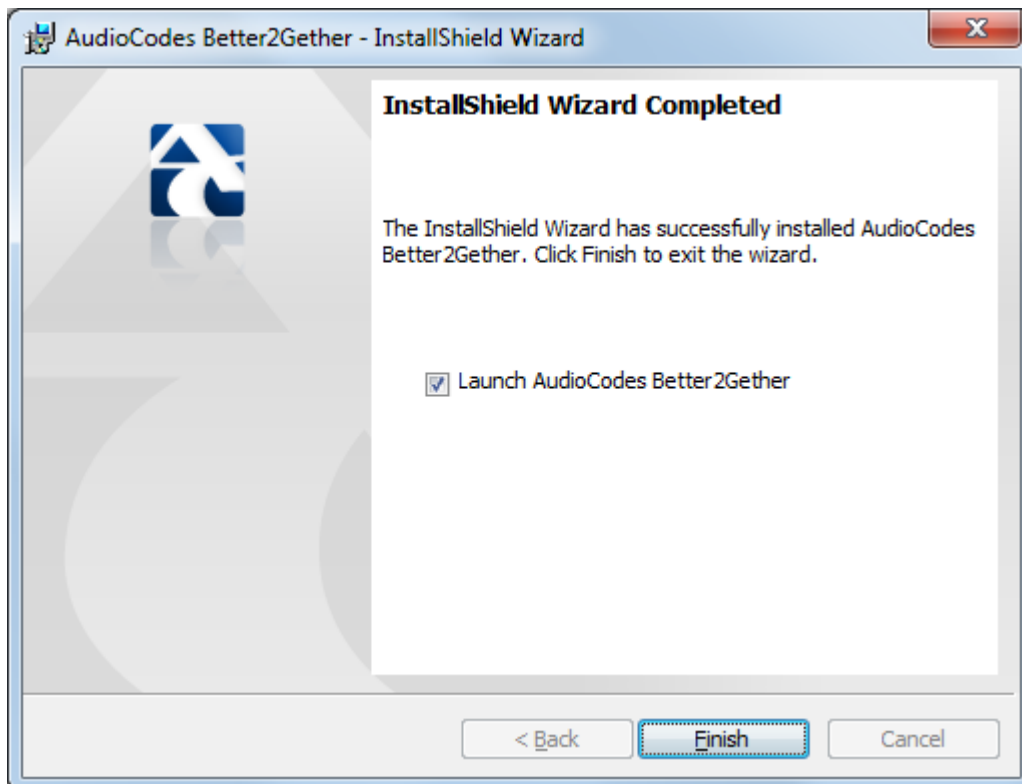 AudioCodes Better2Gether - InstallShield Wizard
InstallShield Wizard Completed
The InstallShield Wizard has successfully installed AudioCodes
Better2Gether. Click Finish to exit the wizard.
Launch AudioCodes Better2Gether
< Back
Finish
Cancel